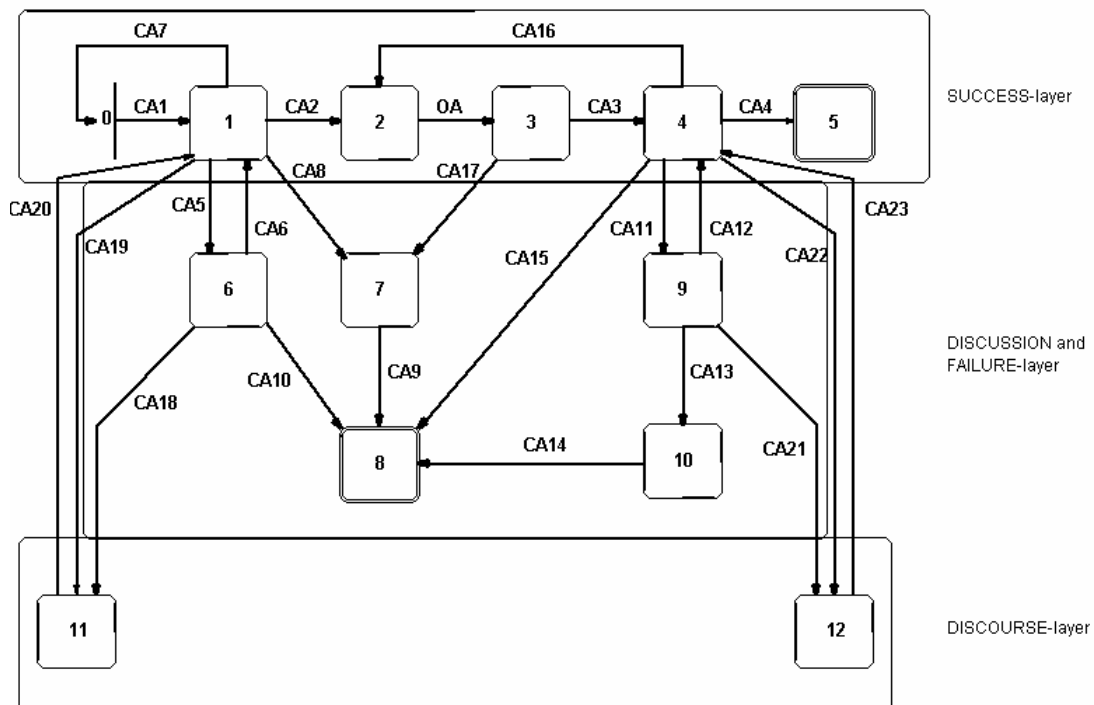 CA7
CA16
0
CA1
1
CA2
2
OA
3
CA3
4
CA4
5
SUCCESS-layer
CA20
CA19
CA5
CA6
CA8
CA17
CA15
CA11
CA12
CA22
CA23
6
7
9
DISCUSSION and
FAILURE-layer
CA18
CA10
CA9
CA13
CA21
8
CA14
10
11
12
DISCOURSE-layer